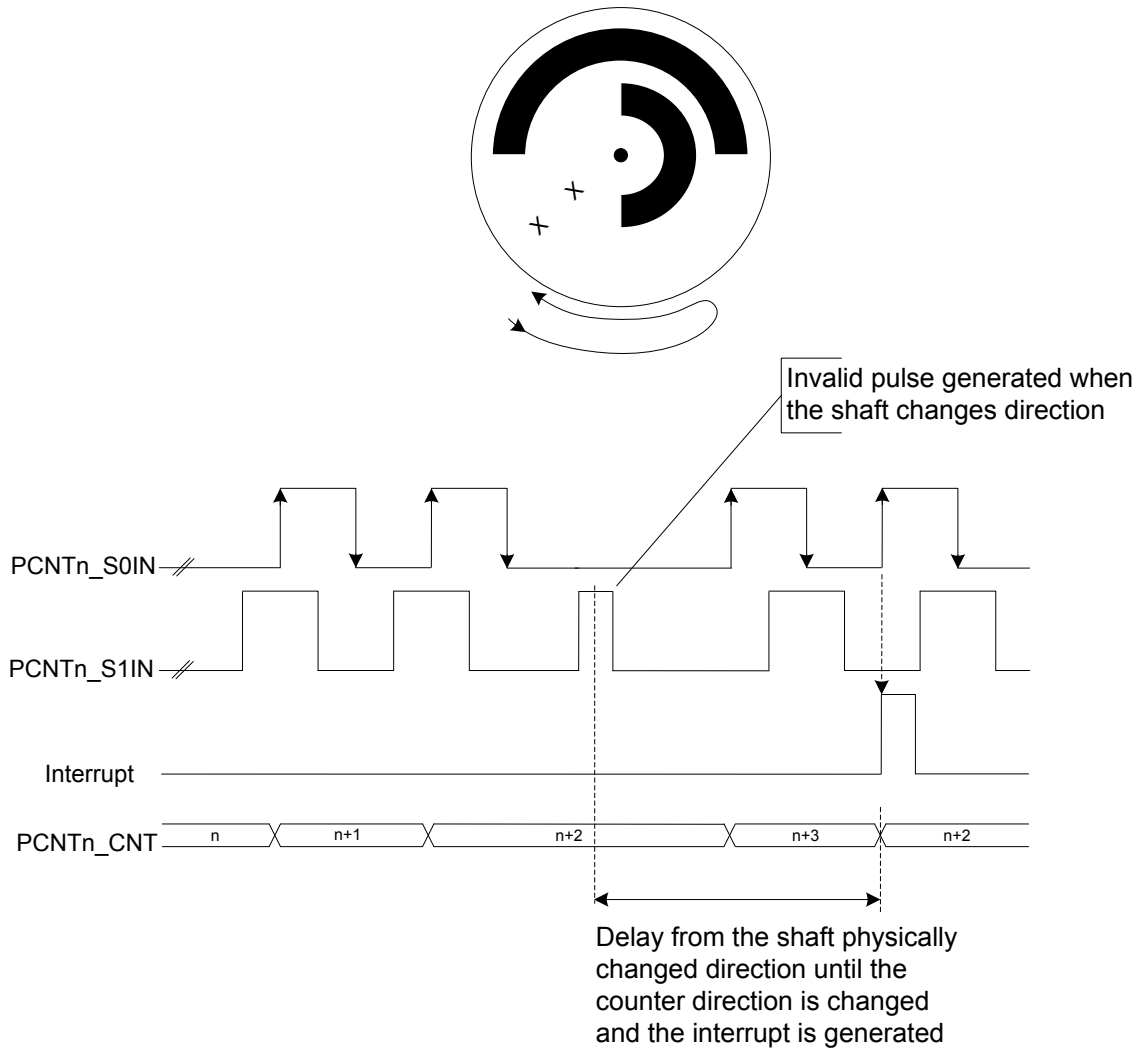 X
X
Invalid pulse generated when
the shaft changes direction
PCNTn_S0IN
PCNTn_S1IN
Interrupt
PCNTn_CNT
n
n+1
n+2
n+3
n+2
Delay from the shaft physically
changed direction until the
counter direction is changed
and the interrupt is generated